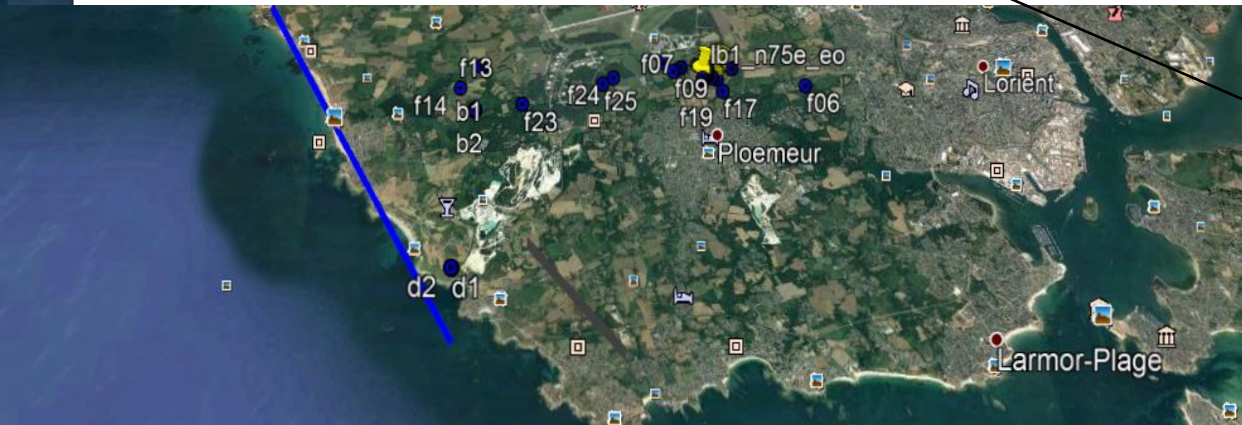 f13
f07
lb1_n75e_eo
f14
b1
f23
f24
f25
f09
f19
f17
f06
Lorient
b2
Ploemeur
d2
d1
Larmor-Plage